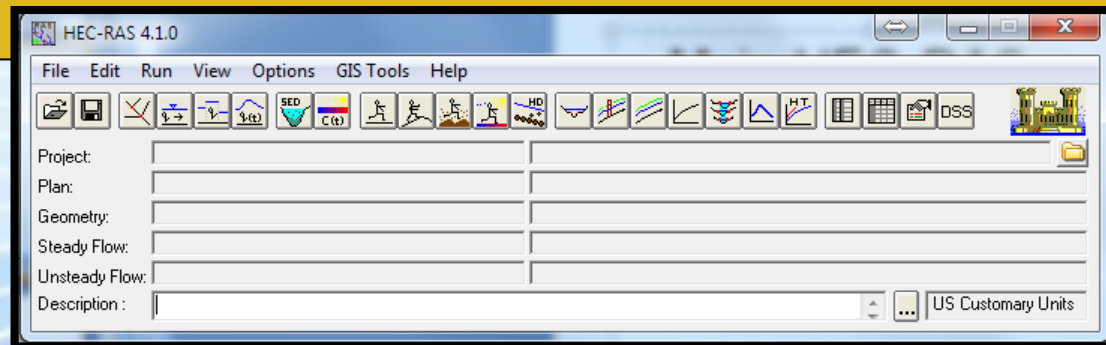 HEC-RAS 4.1.0
File Edit Run View Options GIS Tools Help
SED C(t) HD HT DSS
Project:
Plan:
Geometry:
Steady Flow:
Unsteady Flow:
Description : ... US Customary Units